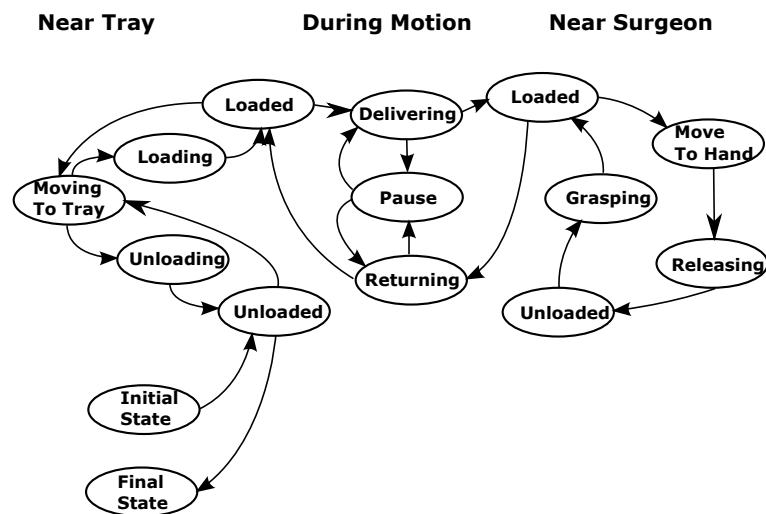 Near Tray
During Motion
Near Surgeon
Loaded
Delivering
Loaded
Loading
Move
To Hand
Moving
To Tray
Pause
Grasping
Unloading
Returning
Releasing
Unloaded
Unloaded
Initial
State
Final
State